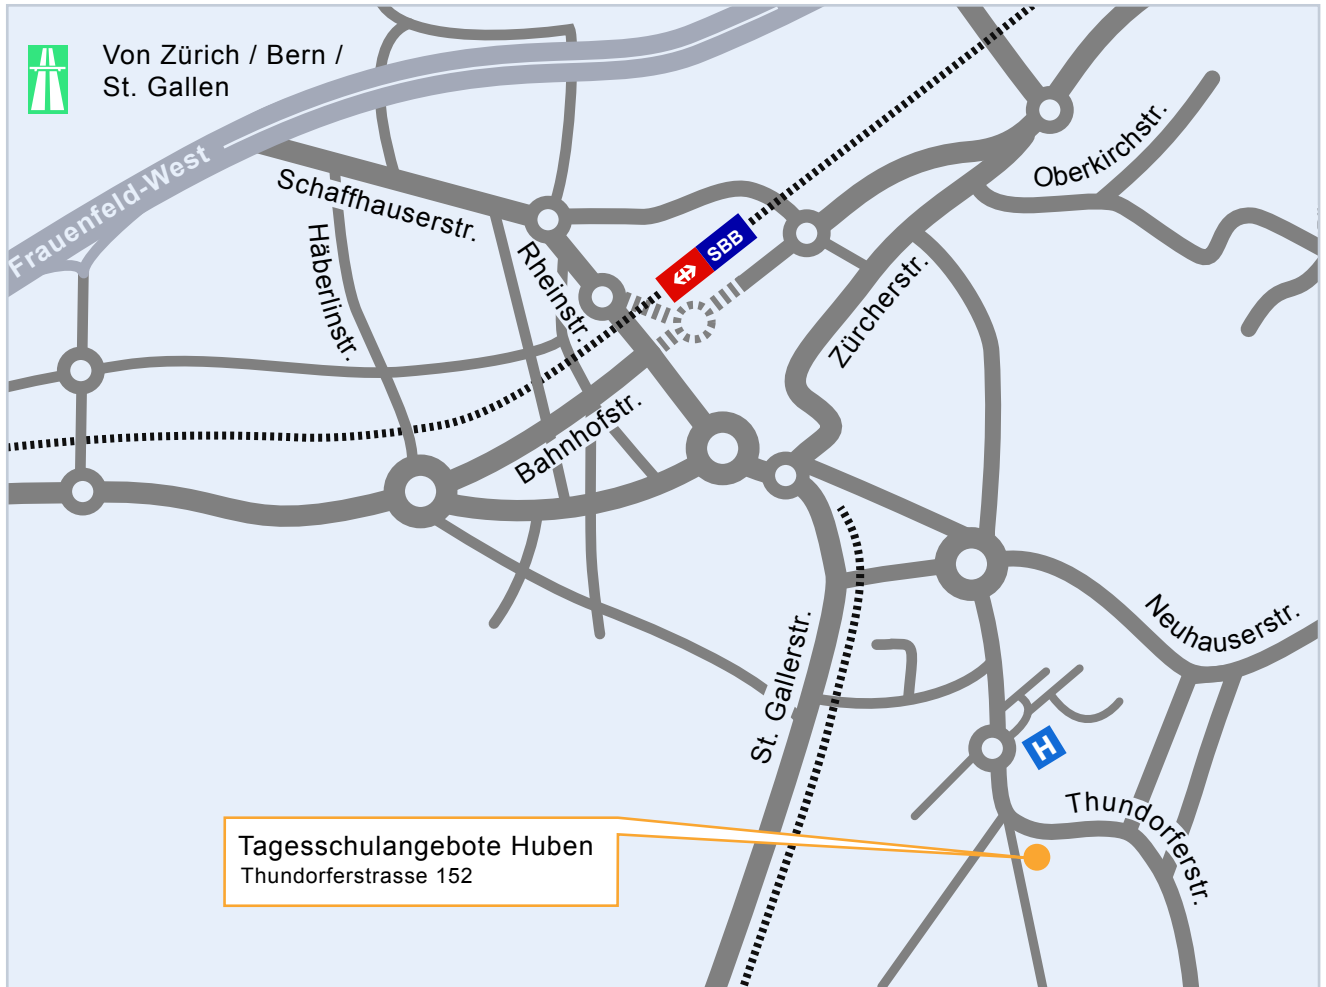 Von Zürich / Bern /
St. Gallen
Frauenfeld-West
Schaffhauserstr.
Häberlinstr.
Rheinstr.
SBB
Oberkirchstr.
Zürcherstr.
Bahnhofstr.
St. Gallerstr.
Neuhauserstr.
H
Thundorferstr.
Tagesschulangebote Huben
Thundorferstrasse 152